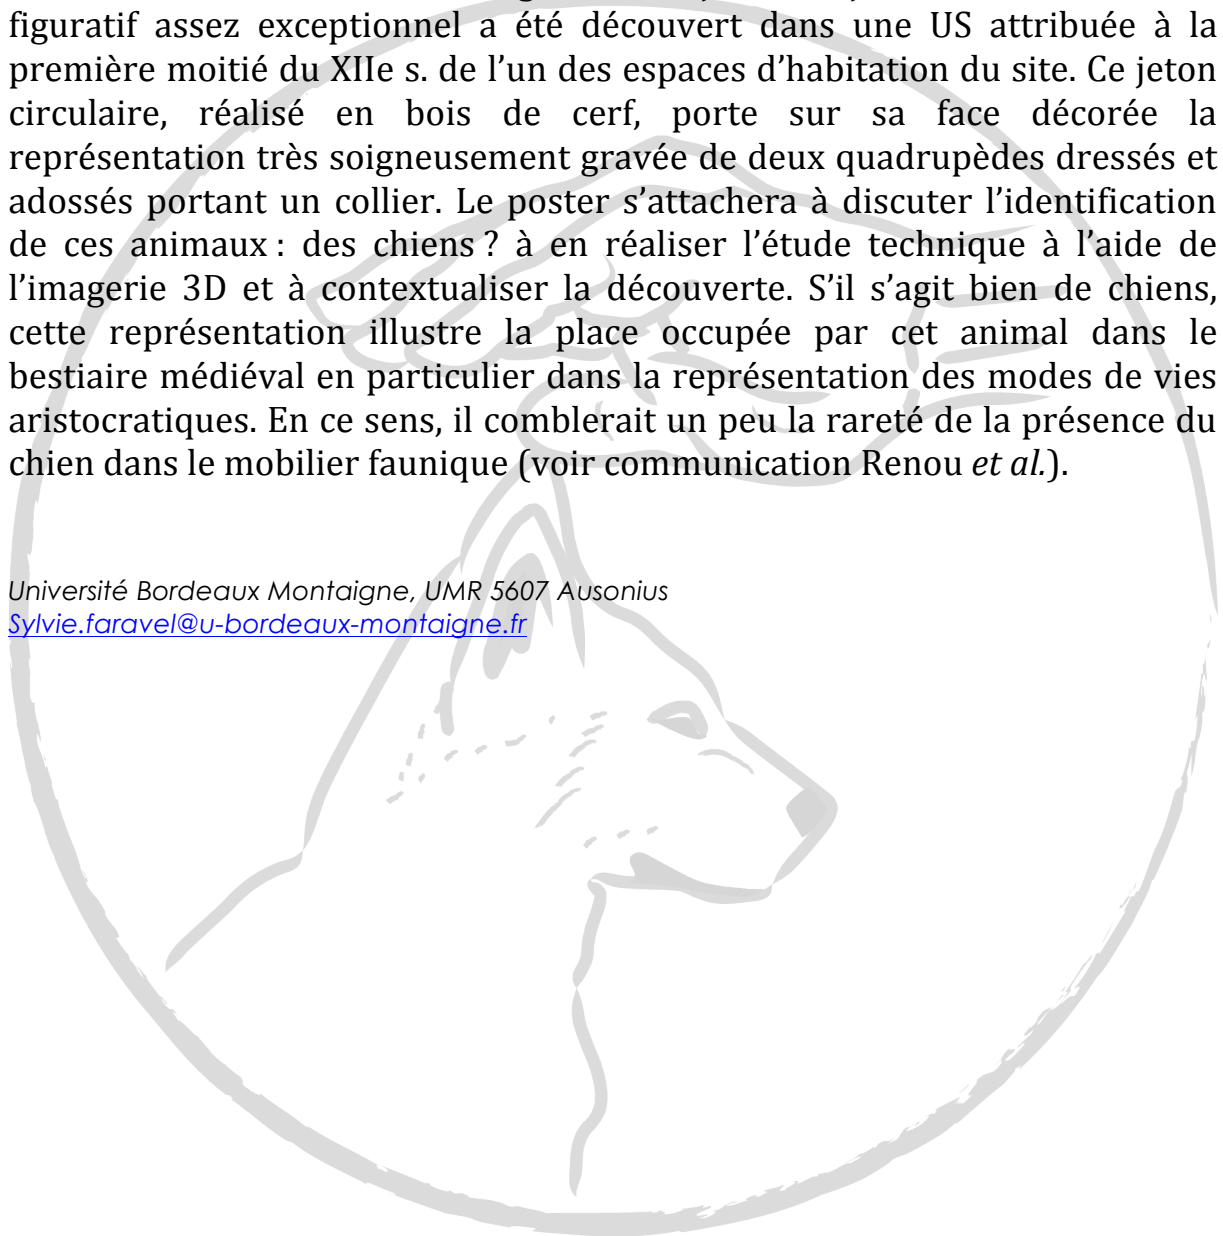 figuratif assez exceptionnel a été découvert dans une US attribuée à la
première moitié du XIIe s. de l’un des espaces d’habitation du site. Ce jeton
circulaire, réalisé en bois de cerf, porte sur sa face décorée la
représentation très soigneusement gravée de deux quadrupèdes dressés et
adossés portant un collier. Le poster s’attachera à discuter l’identification
de ces animaux : des chiens ? à en réaliser l’étude technique à l’aide de
l’imagerie 3D et à contextualiser la découverte. S’il s’agit bien de chiens,
cette représentation illustre la place occupée par cet animal dans le
bestiaire médiéval en particulier dans la représentation des modes de vies
aristocratiques. En ce sens, il comblerait un peu la rareté de la présence du
chien dans le mobilier faunique (voir communication Renou et al.).
Université Bordeaux Montaigne, UMR 5607 Ausonius
Sylvie.faravel@u-bordeaux-montaigne.fr